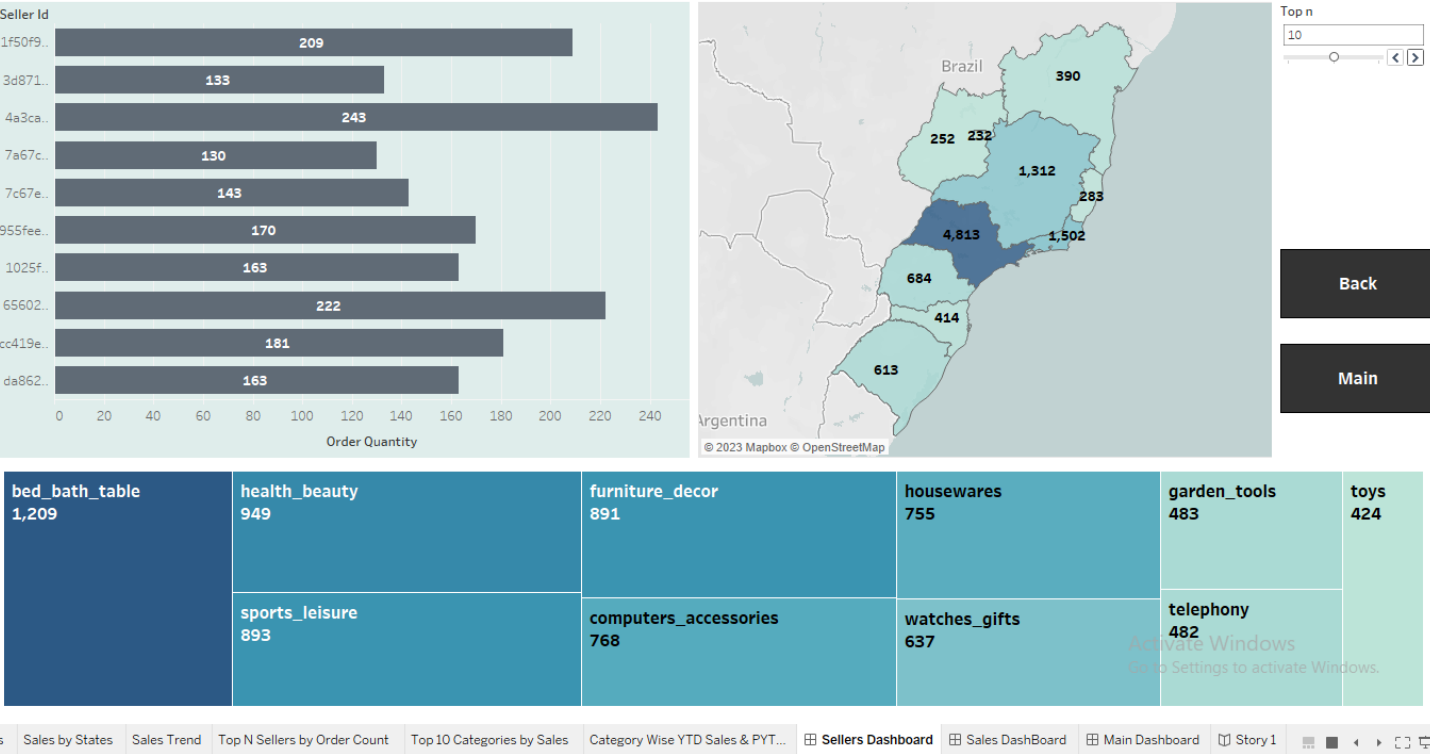 Seller Id
1f50f9..
209
3d871..
133
4a3ca..
243
7a67c..
130
7c67e..
143
955fee..
170
1025f..
163
65602..
222
cc419e..
181
da862..
163
0 20 40 60 80 100 120 140 160 180 200 220 240
Order Quantity
Brazil
390
252
232
1,312
283
4,813
1,502
684
414
613
Argentina
© 2023 Mapbox © OpenStreetMap
Top n
10
Back
Main
bed_bath_table
1,209
health_beauty
949
sports_leisure
893
furniture_decor
891
computers_accessories
768
housewares
755
watches_gifts
637
garden_tools
483
telephony
482
toys
424
Activate Windows
Go to Settings to activate Windows.
Sales by States Sales Trend Top N Sellers by Order Count Top 10 Categories by Sales Category Wise YTD Sales & PYT... Sellers Dashboard Sales DashBoard Main Dashboard Story 1